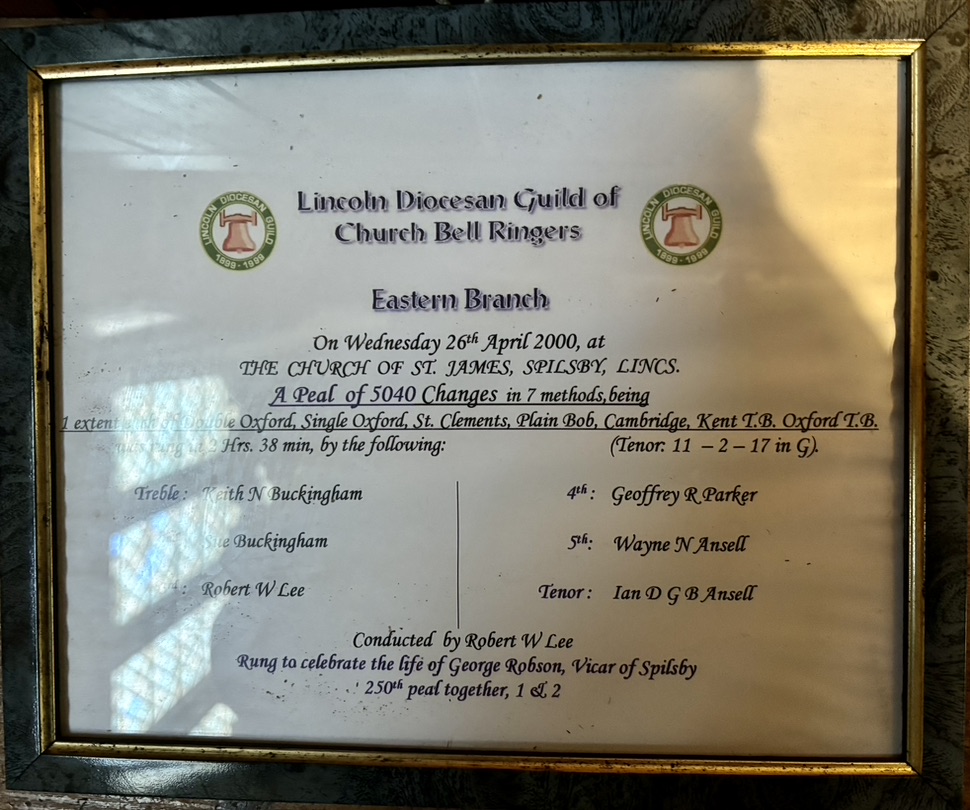 LINCOLN DIOCESAN GUILD
1899 - 1999
Lincoln Diocesan Guild of
Church Bell Ringers
LINCOLN DIOCESAN GUILD
1899 - 1999
Eastern Branch
On Wednesday 26th April 2000, at
THE CHURCH OF ST. JAMES, SPILSBY, LINCS.
A Peal of 5040 Changes in 7 methods,being
1 extent each of Double Oxford, Single Oxford, St. Clements, Plain Bob, Cambridge, Kent T.B. Oxford T.B.
2 Hrs. 38 min, by the following: (Tenor: 11 – 2 – 17 in G).
Treble : Keith N Buckingham
Sue Buckingham
Robert W Lee
4th : Geoffrey R Parker
5th: Wayne N Ansell
Tenor : Ian D G B Ansell
Conducted by Robert W Lee
Rung to celebrate the life of George Robson, Vicar of Spilsby
250th peal together, 1 & 2